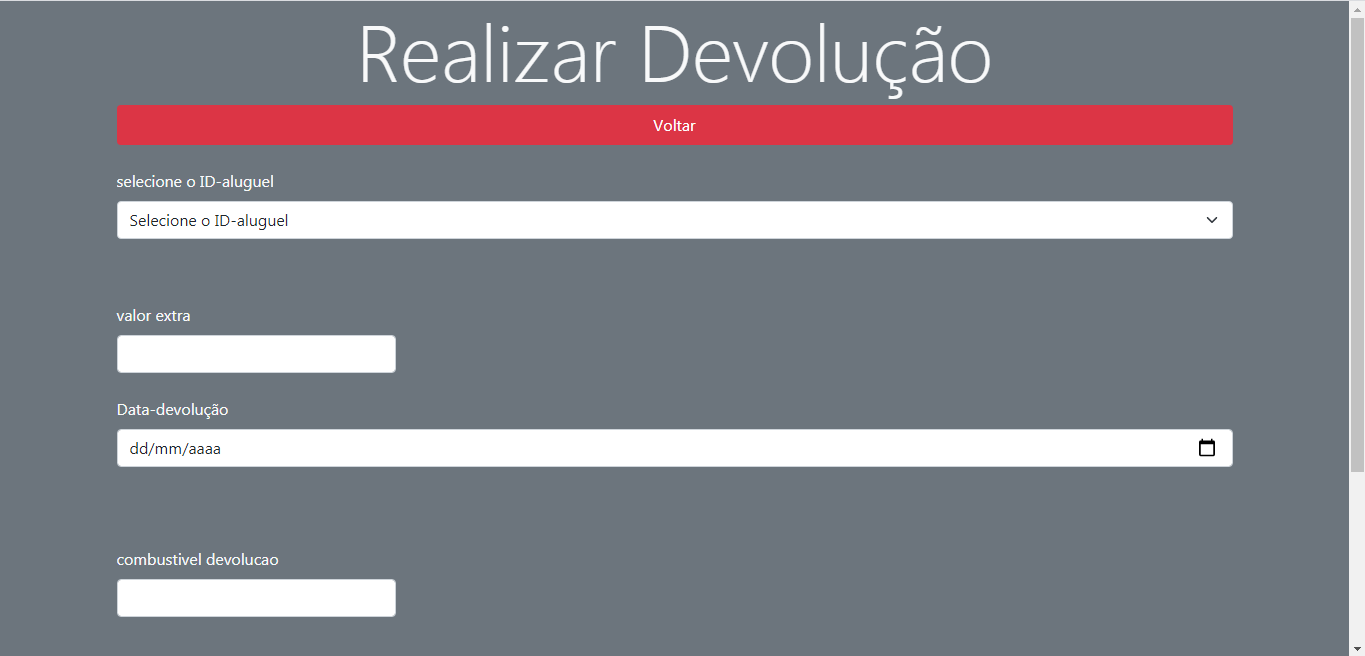 Realizar Devolução
Voltar
selecione o ID-aluguel
Selecione o ID-aluguel
valor extra
Data-devolução
dd/mm/aaaa
combustivel devolucao